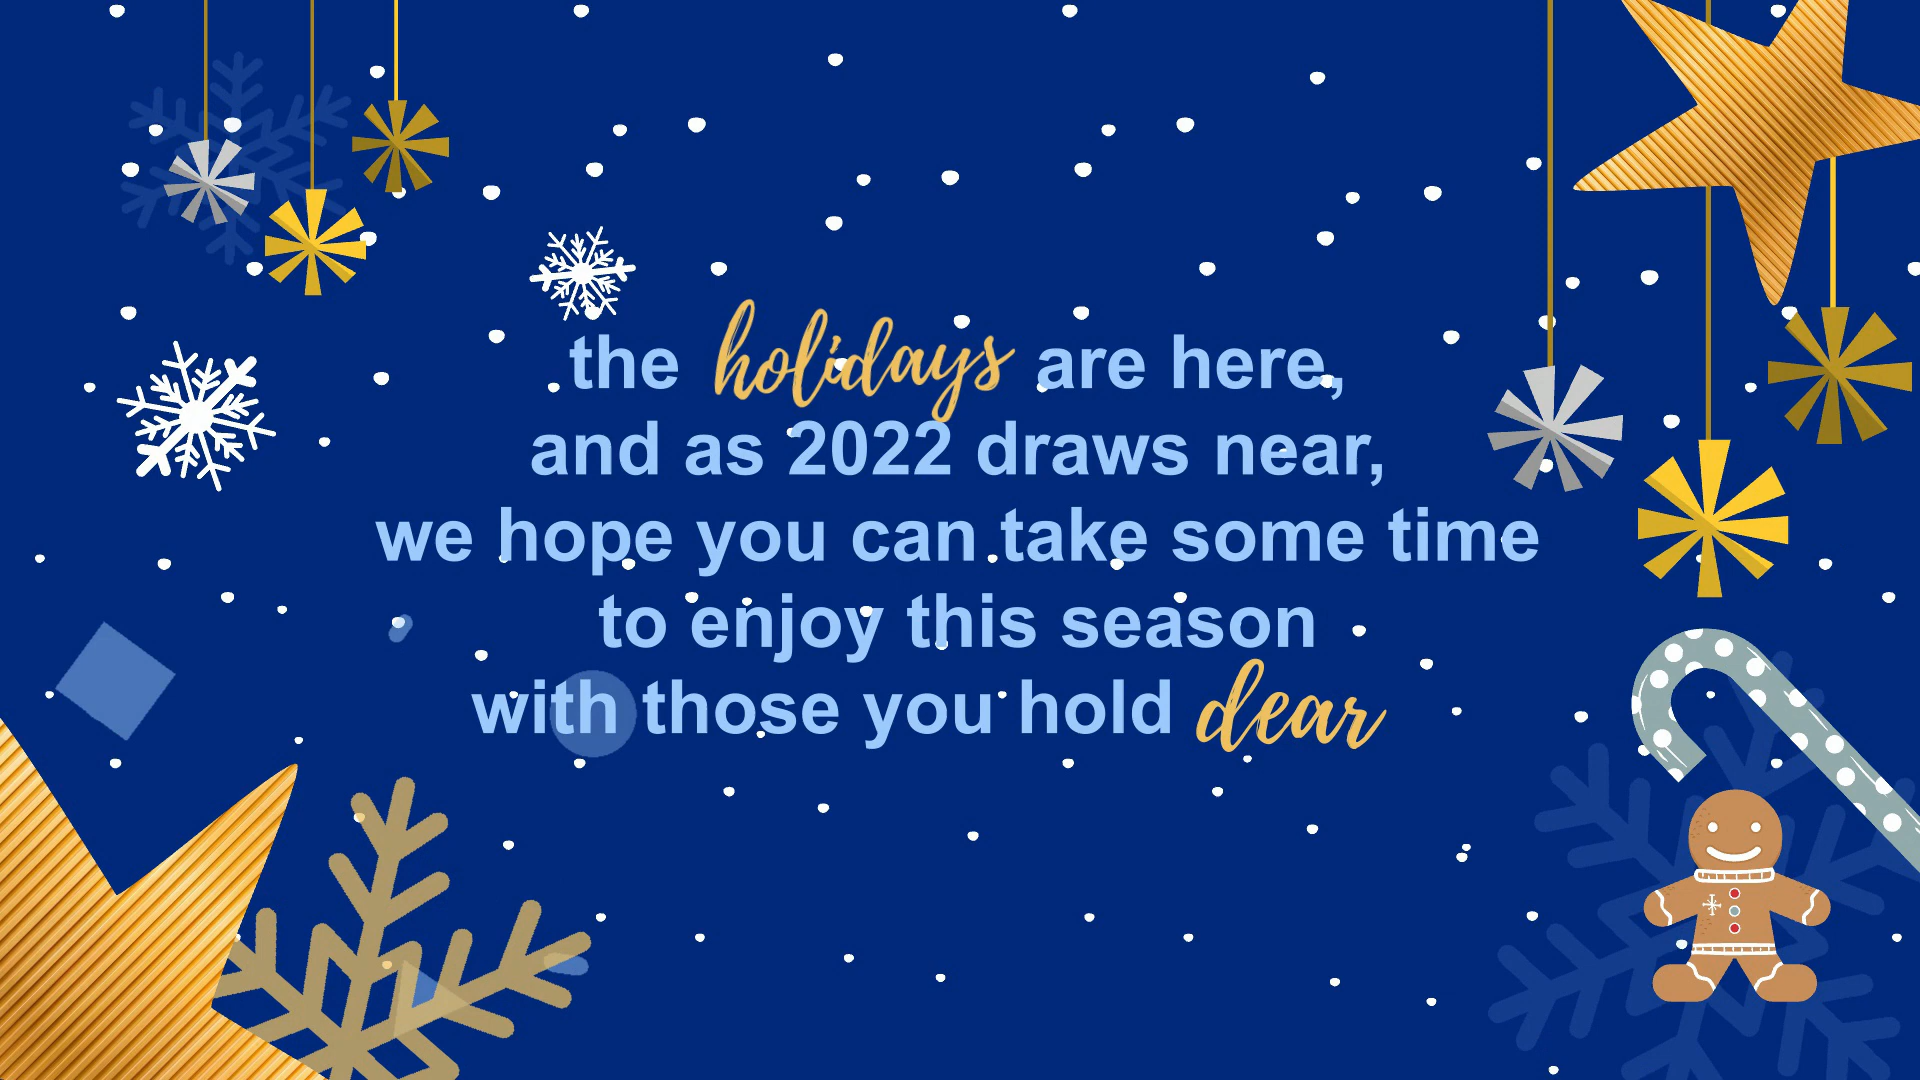 the holidays are here,
and as 2022 draws near,
we hope you can take some time
to enjoy this season
with those you hold dear